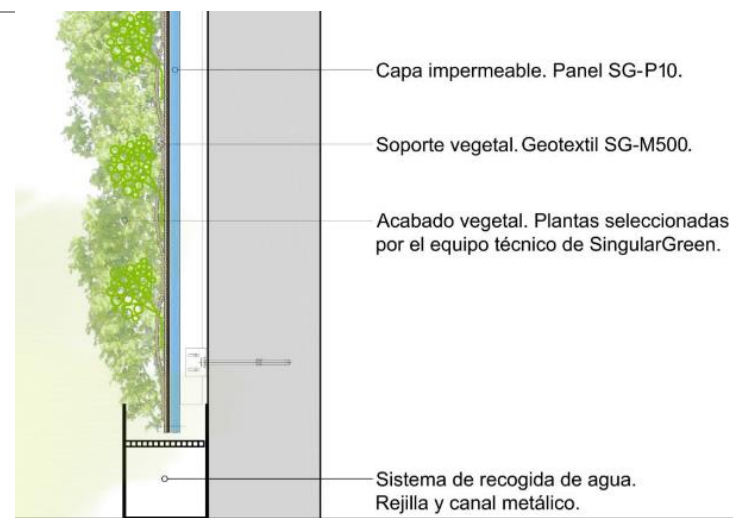 Capa impermeable. Panel SG-P10.
Soporte vegetal. Geotextil SG-M500.
Acabado vegetal. Plantas seleccionadas
por el equipo técnico de SingularGreen.
Sistema de recogida de agua.
Rejilla y canal metálico.